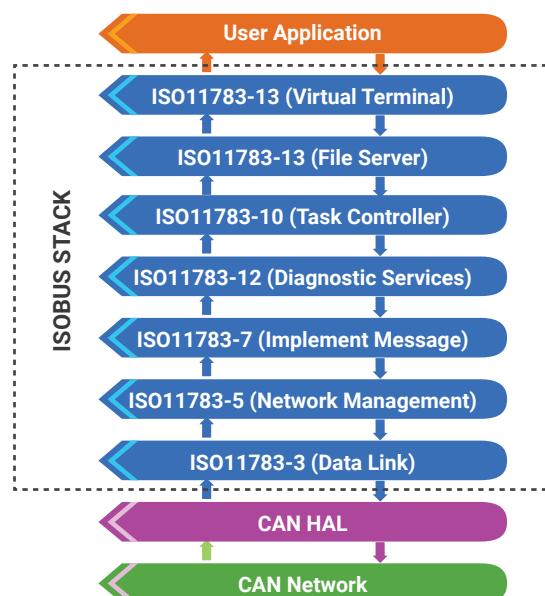 User Application
ISO11783-13 (Virtual Terminal)
ISO11783-13 (File Server)
ISO11783-10 (Task Controller)
ISO11783-12 (Diagnostic Services)
ISO11783-7 (Implement Message)
ISO11783-5 (Network Management)
ISO11783-3 (Data Link)
ISOBUS STACK
CAN HAL
CAN Network